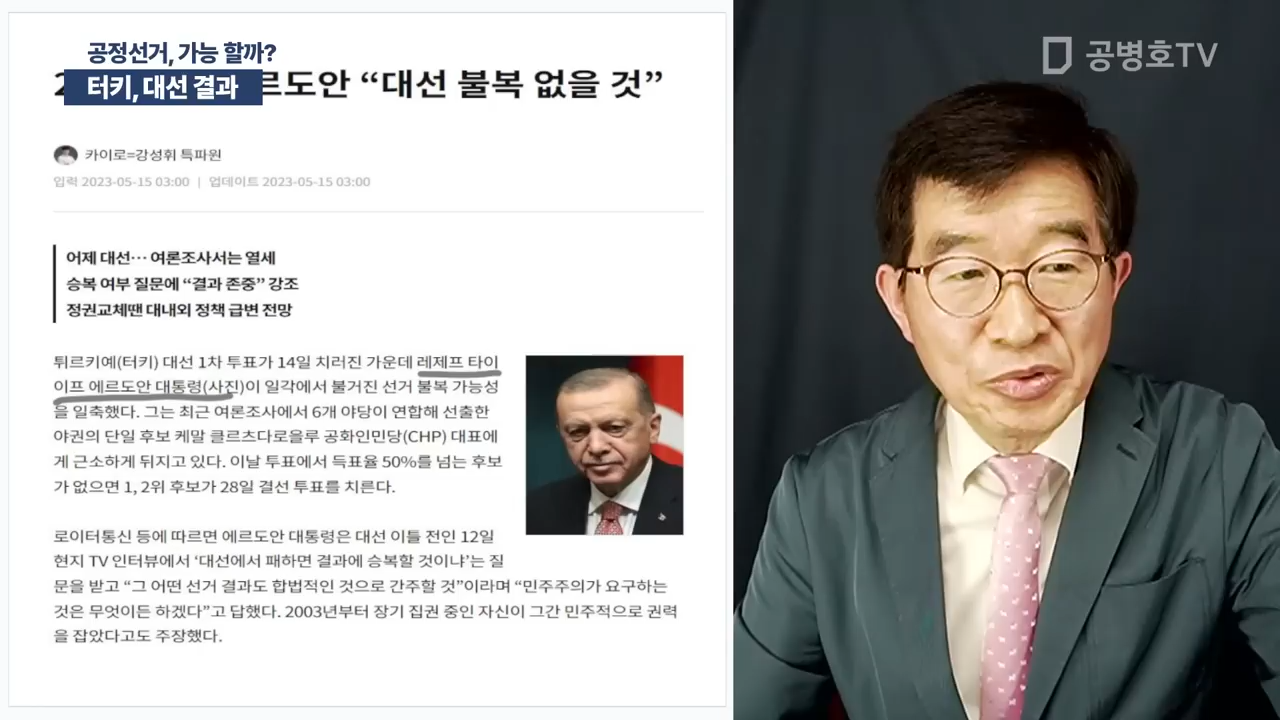 공정선거, 가능 할까?
터키, 대선 결과
르도안 “대선 불복 없을 것”
공병호TV
카이로=강성휘 특파원
입력 2023-05-15 03:00 | 업데이트 2023-05-15 03:00
어제 대선… 여론조사서는 열세
승복 여부 질문에 “결과 존중” 강조
정권교체땐 대내외 정책 급변 전망
튀르키예(터키) 대선 1차 투표가 14일 치러진 가운데 레제프 타이
이프 에르도안 대통령(사진)이 일각에서 불거진 선거 불복 가능성
을 일축했다. 그는 최근 여론조사에서 6개 야당이 연합해 선출한
야권의 단일 후보 케말 클르츠다로을루 공화인민당(CHP) 대표에
게 근소하게 뒤지고 있다. 이날 투표에서 득표율 50%를 넘는 후보
가 없으면 1, 2위 후보가 28일 결선 투표를 치른다.
로이터통신 등에 따르면 에르도안 대통령은 대선 이틀 전인 12일
현지 TV 인터뷰에서 ‘대선에서 패하면 결과에 승복할 것이냐’는 질
문을 받고 “그 어떤 선거 결과도 합법적인 것으로 간주할 것”이라며 “민주주의가 요구하는
것은 무엇이든 하겠다”고 답했다. 2003년부터 장기 집권 중인 자신이 그간 민주적으로 권력
을 잡았다고도 주장했다.